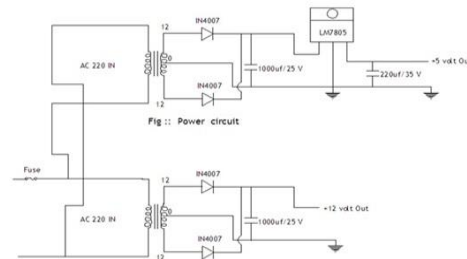 12
IN4007
LM7805
AC 220 IN
0
+5 volt Ou
1000uf/25 V
220uf/35 V
IN4007
12
Fig :: Power circuit
Fuse
12
IN4007
+12 volt Out
AC 220 IN
0
1000uf/25 V
IN4007
12